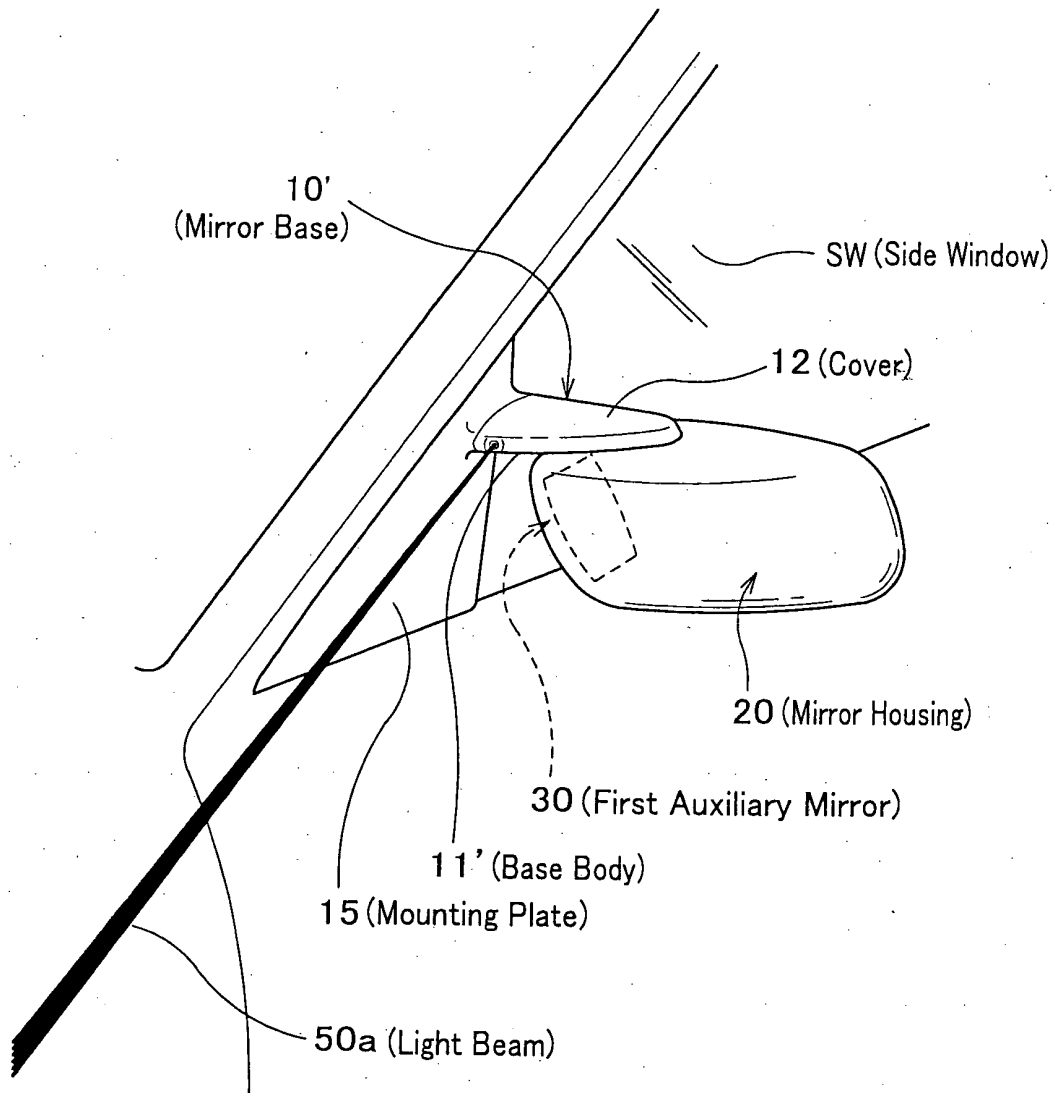 10'
(Mirror Base)
SW (Side Window)
12 (Cover)
20 (Mirror Housing)
30 (First Auxiliary Mirror)
11' (Base Body)
15 (Mounting Plate)
50a (Light Beam)